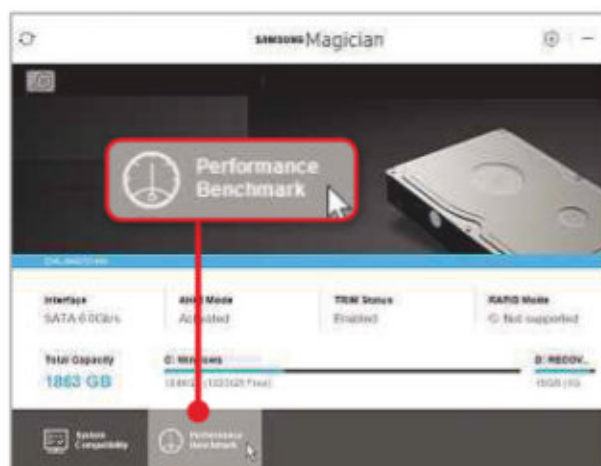 SAMSUNG Magician
Performance
Benchmark
Interface
AHCI Mode
TRIM Status
RAPID Mode
SATA 6.0Gb/s
Activated
Enabled
Not supported
Total Capacity
C: Windows
D: RECOV...
1863 GB
System
Compatibility
Performance
Benchmark